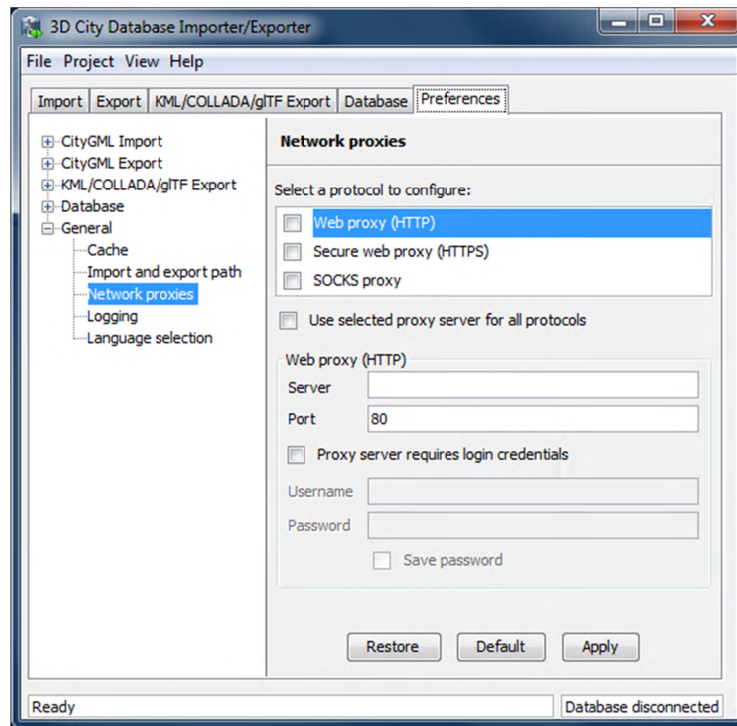 3D City Database Importer/Exporter
File Project View Help
Import Export KML/COLLADA/glTF Export Database Preferences
CityGML Import
CityGML Export
KML/COLLADA/glTF Export
Database
General
Cache
Import and export path
Network proxies
Logging
Language selection
Network proxies
Select a protocol to configure:
Web proxy (HTTP)
Secure web proxy (HTTPS)
SOCKS proxy
Use selected proxy server for all protocols
Web proxy (HTTP)
Server
Port 80
Proxy server requires login credentials
Username
Password
Save password
Restore Default Apply
Ready Database disconnected